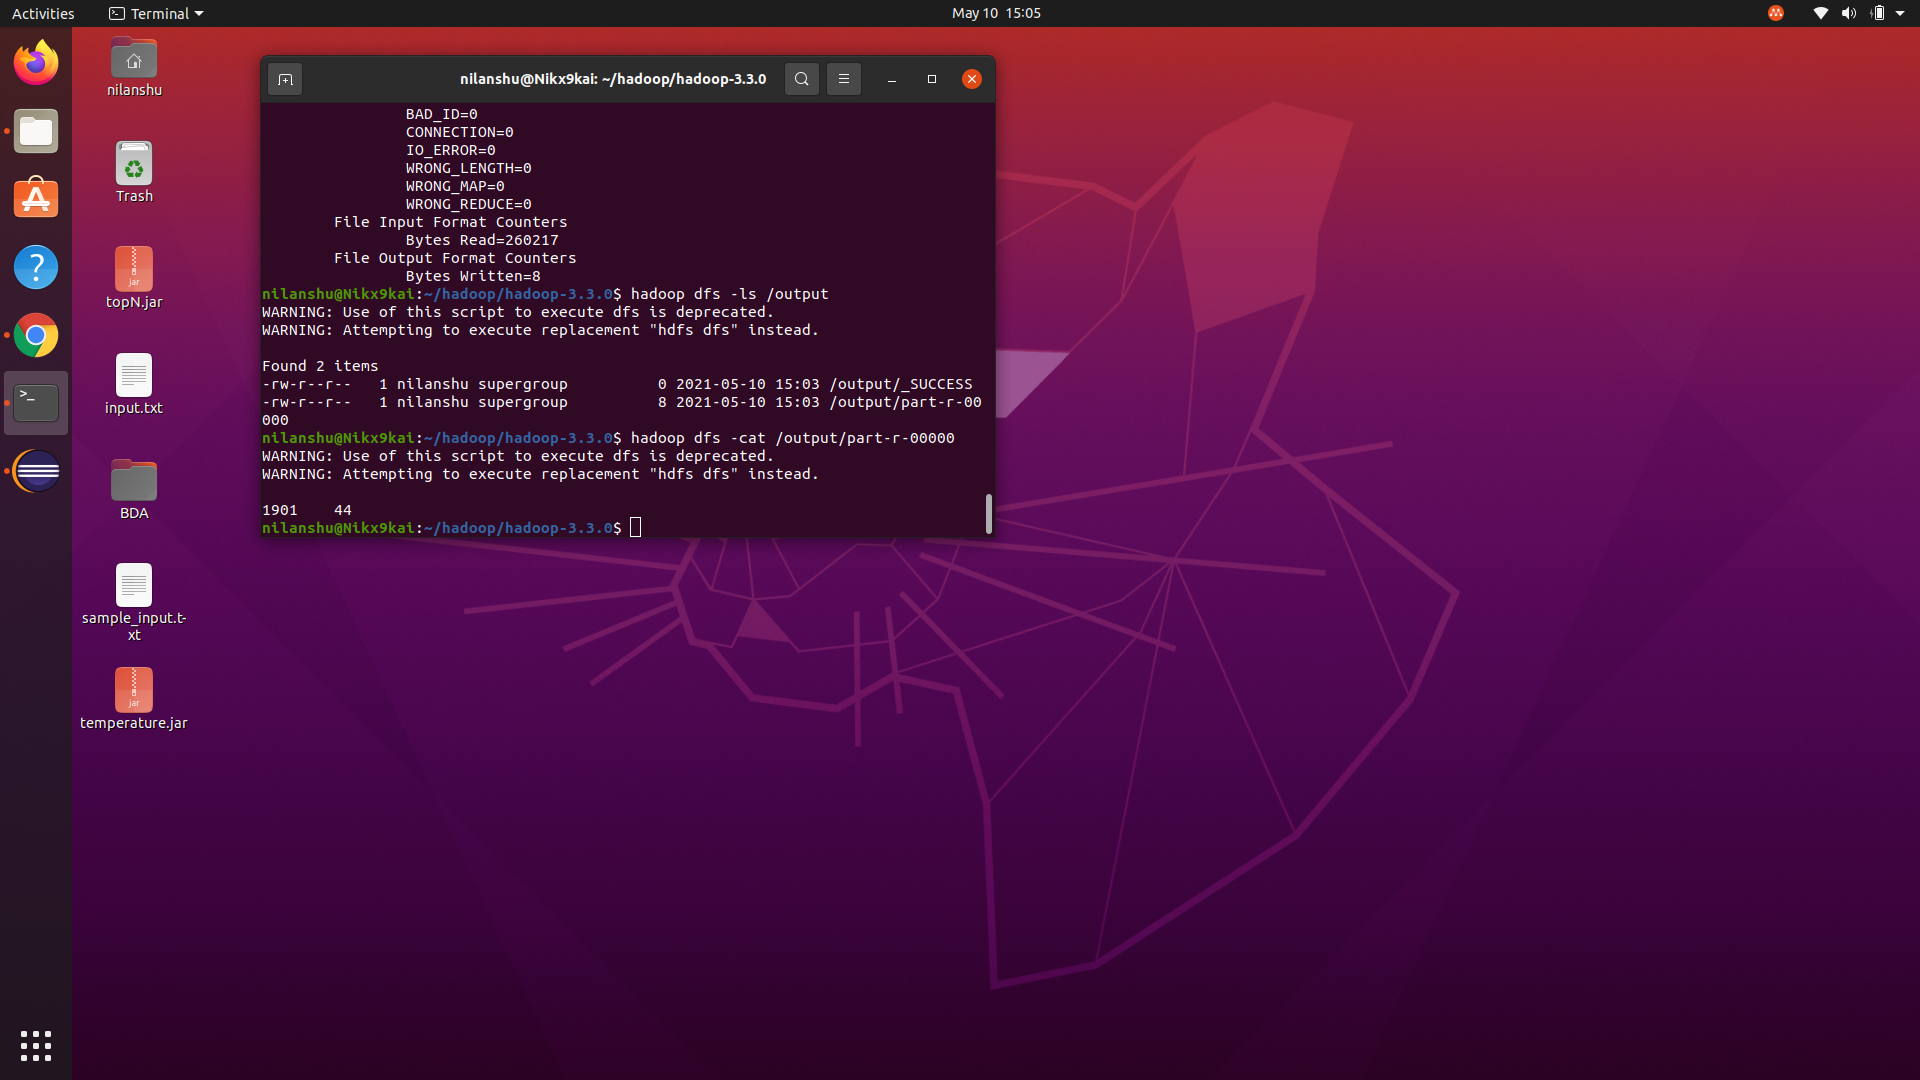 Activities
Terminal
May 10 15:05
nilanshu
Trash
jar
topN.jar
input.txt
BDA
sample_input.t-
xt
jar
temperature.jar
nilanshu@Nikx9kai: ~/hadoop/hadoop-3.3.0
BAD_ID=0
CONNECTION=0
IO_ERROR=0
WRONG_LENGTH=0
WRONG_MAP=0
WRONG_REDUCE=0
File Input Format Counters
Bytes Read=260217
File Output Format Counters
Bytes Written=8
nilanshu@Nikx9kai:~/hadoop/hadoop-3.3.0$ hadoop dfs -ls /output
WARNING: Use of this script to execute dfs is deprecated.
WARNING: Attempting to execute replacement "hdfs dfs" instead.
Found 2 items
-rw-r--r-- 1 nilanshu supergroup 0 2021-05-10 15:03 /output/_SUCCESS
-rw-r--r-- 1 nilanshu supergroup 8 2021-05-10 15:03 /output/part-r-00
000
nilanshu@Nikx9kai:~/hadoop/hadoop-3.3.0$ hadoop dfs -cat /output/part-r-00000
WARNING: Use of this script to execute dfs is deprecated.
WARNING: Attempting to execute replacement "hdfs dfs" instead.
1901 44
nilanshu@Nikx9kai:~/hadoop/hadoop-3.3.0$